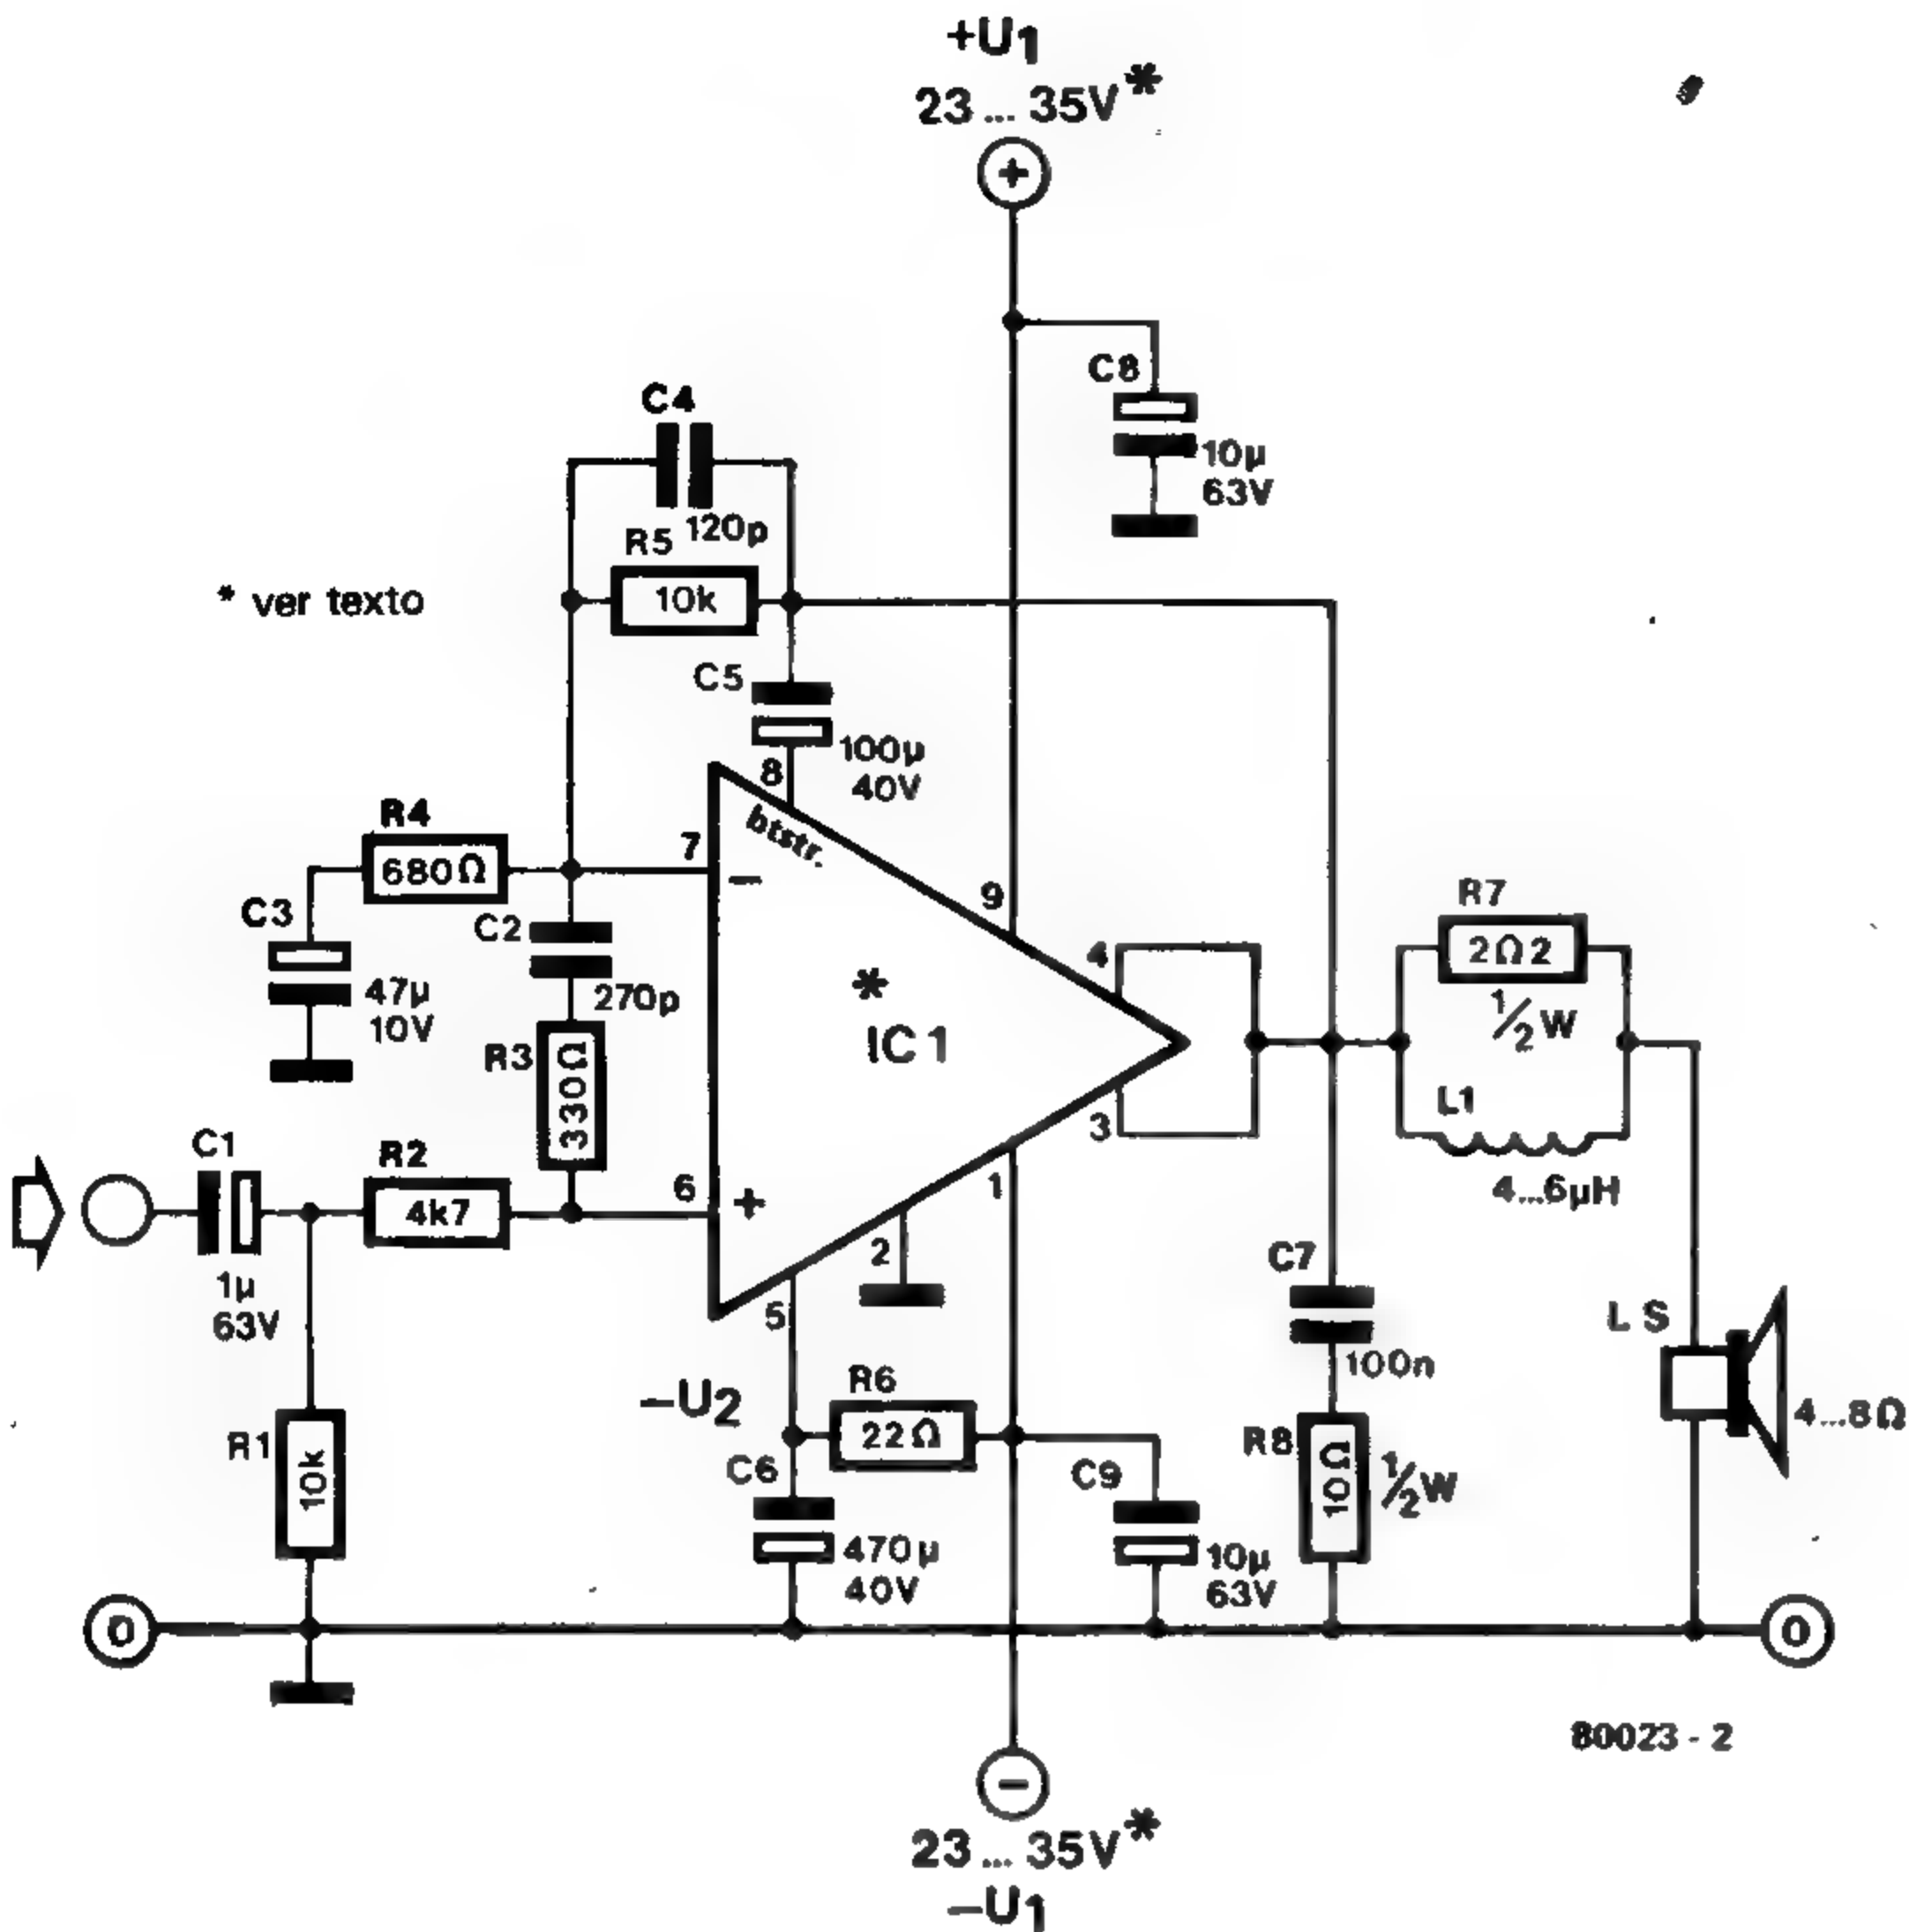 +U1
23 ... 35V*
+
C8
10µ
63V
C4
120p
R5
10k
* ver texto
C5
100µ
40V
8
btstr.
R4
680Ω
7
−
9
C3
47µ
10V
C2
270p
R3
330Ω
*
IC1
4
3
R7
2Ω2
½W
L1
4...6µH
C1
1µ
63V
R2
4k7
6
+
1
2
5
C7
100n
LS
4...8Ω
−U2
R6
22Ω
R1
10k
C6
470µ
40V
C9
10µ
63V
R8
10Ω
½W
0
0
80023 - 2
−
23 ... 35V*
−U1